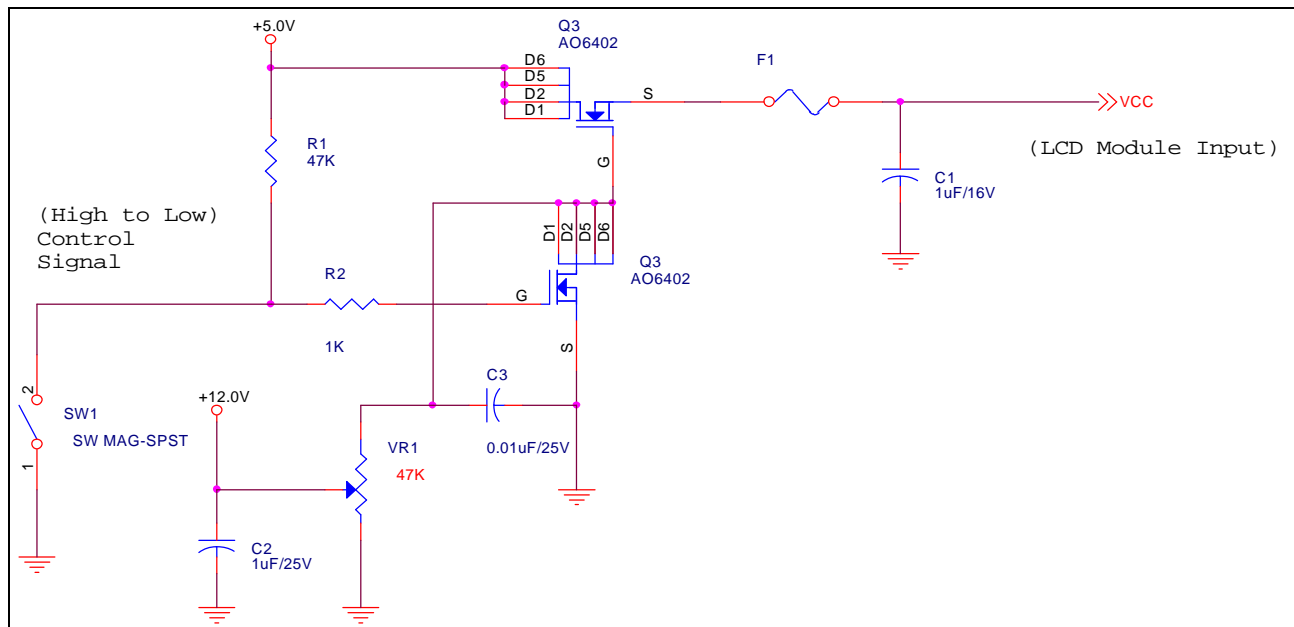 +5.0V
Q3
AO6402
D6
D5
D2
D1
S
G
F1
VCC
(LCD Module Input)
R1
47K
C1
1uF/16V
(High to Low)
Control
Signal
D1
D2
D5
D6
Q3
AO6402
R2
1K
G
S
2
1
SW1
SW MAG-SPST
+12.0V
C3
0.01uF/25V
VR1
47K
C2
1uF/25V